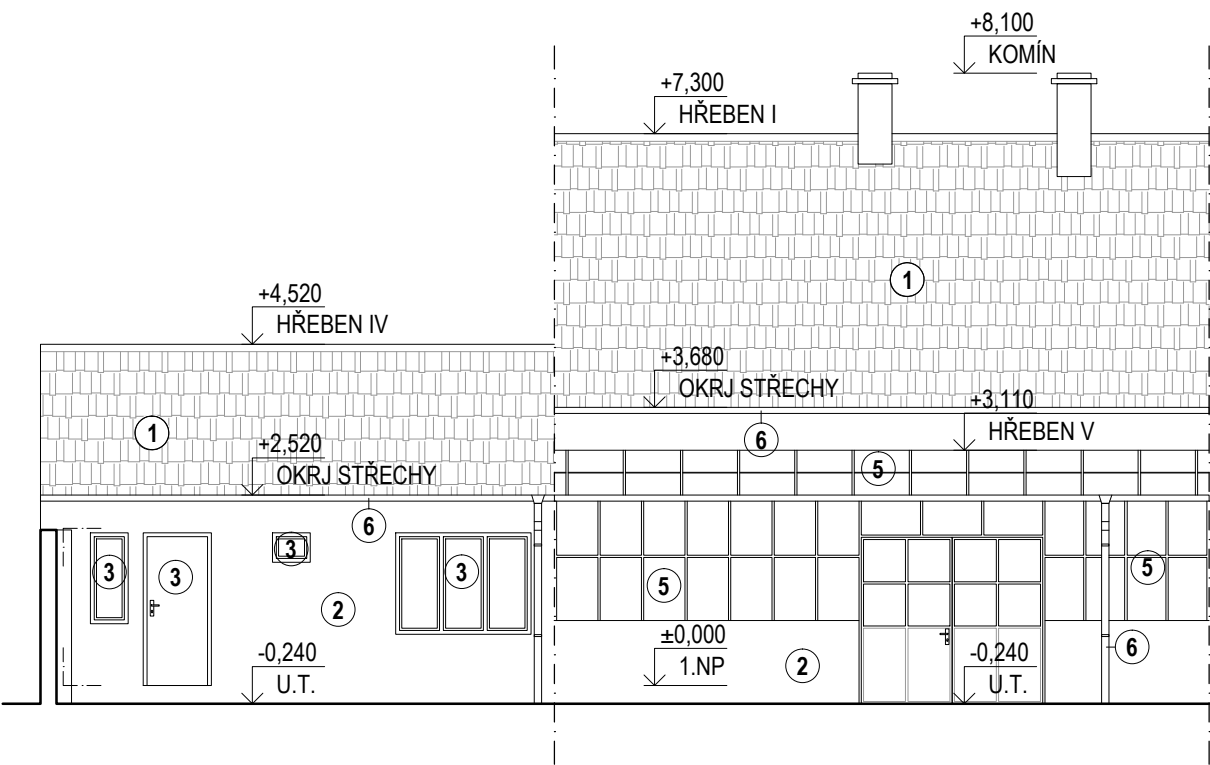 +8,100
KOMÍN
+7,300
HŘEBEN I
1
+4,520
HŘEBEN IV
+3,680
OKRJ STŘECHY
+3,110
HŘEBEN V
1
6
+2,520
OKRJ STŘECHY
5
6
3
3
3
3
5
5
2
±0,000
1.NP
2
6
-0,240
U.T.
-0,240
U.T.